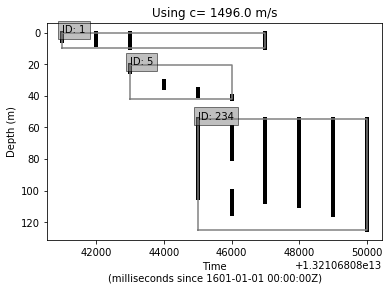 Using c= 1496.0 m/s
ID: 1
ID: 5
ID: 234
0
20
40
60
80
100
120
Depth (m)
42000 44000 46000 48000 50000
+1.32106808e13
Time
(milliseconds since 1601-01-01 00:00:00Z)